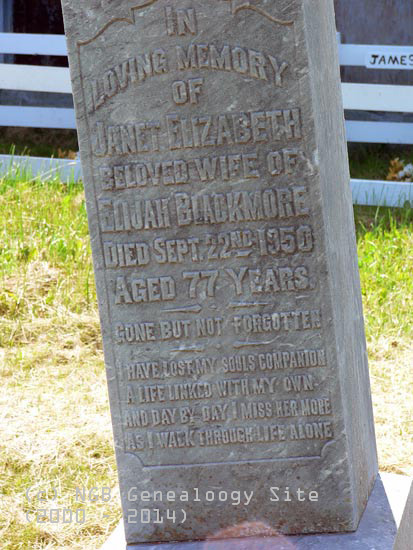 JAMES
IN
LOVING MEMORY
OF
JANET ELIZABETH
BELOVED WIFE OF
ELIJAH BLACKMORE
DIED SEPT. 22ND. 1950
AGED 77 YEARS.
GONE BUT NOT FORGOTTEN
I HAVE LOST MY SOULS COMPANION
A LIFE LINKED WITH MY OWN
AND DAY BY DAY I MISS HER MORE
AS I WALK THROUGH LIFE ALONE
(c) NGB Genealoogy Site
(2000 - 2014)